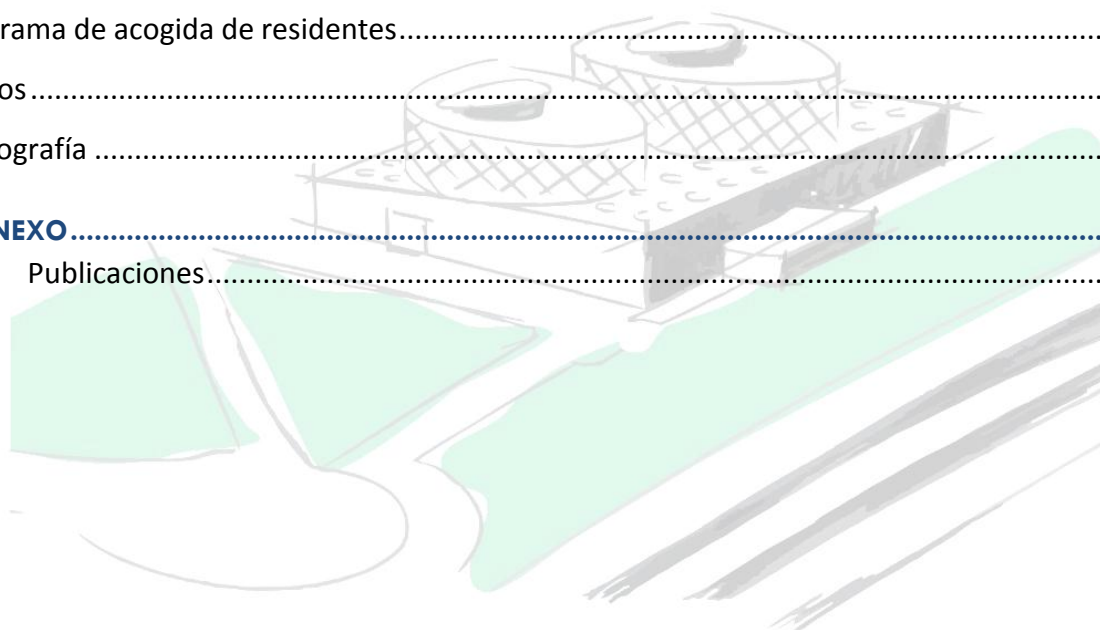 rama de acogida de residentes................................................................................................
os................................................................................................................................................
ografía .......................................................................................................................................
NEXO............................................................................................................................................
Publicaciones..............................................................................................................................